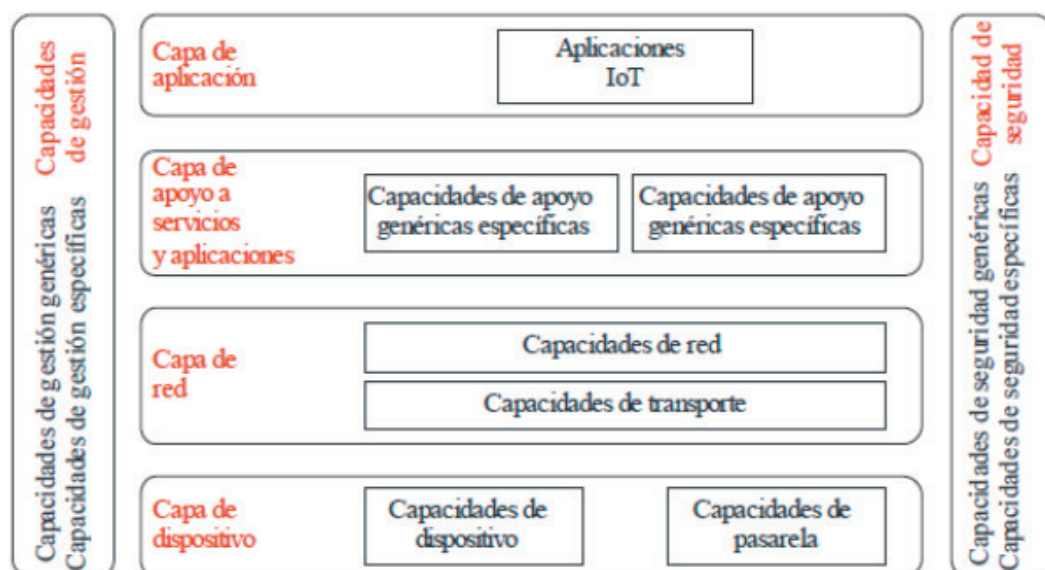 Capacidades
de gestión
Capacidades de gestión genéricas
Capacidades de gestión específicas
Capa de
aplicación
Aplicaciones
IoT
Capa de
apoyo a
servicios
y aplicaciones
Capacidades de apoyo
genéricas específicas
Capacidades de apoyo
genéricas específicas
Capa de
red
Capacidades de red
Capacidades de transporte
Capa de
dispositivo
Capacidades de
dispositivo
Capacidades de
pasarela
Capacidad de
seguridad
Capacidades de seguridad genéricas
Capacidades de seguridad específicas